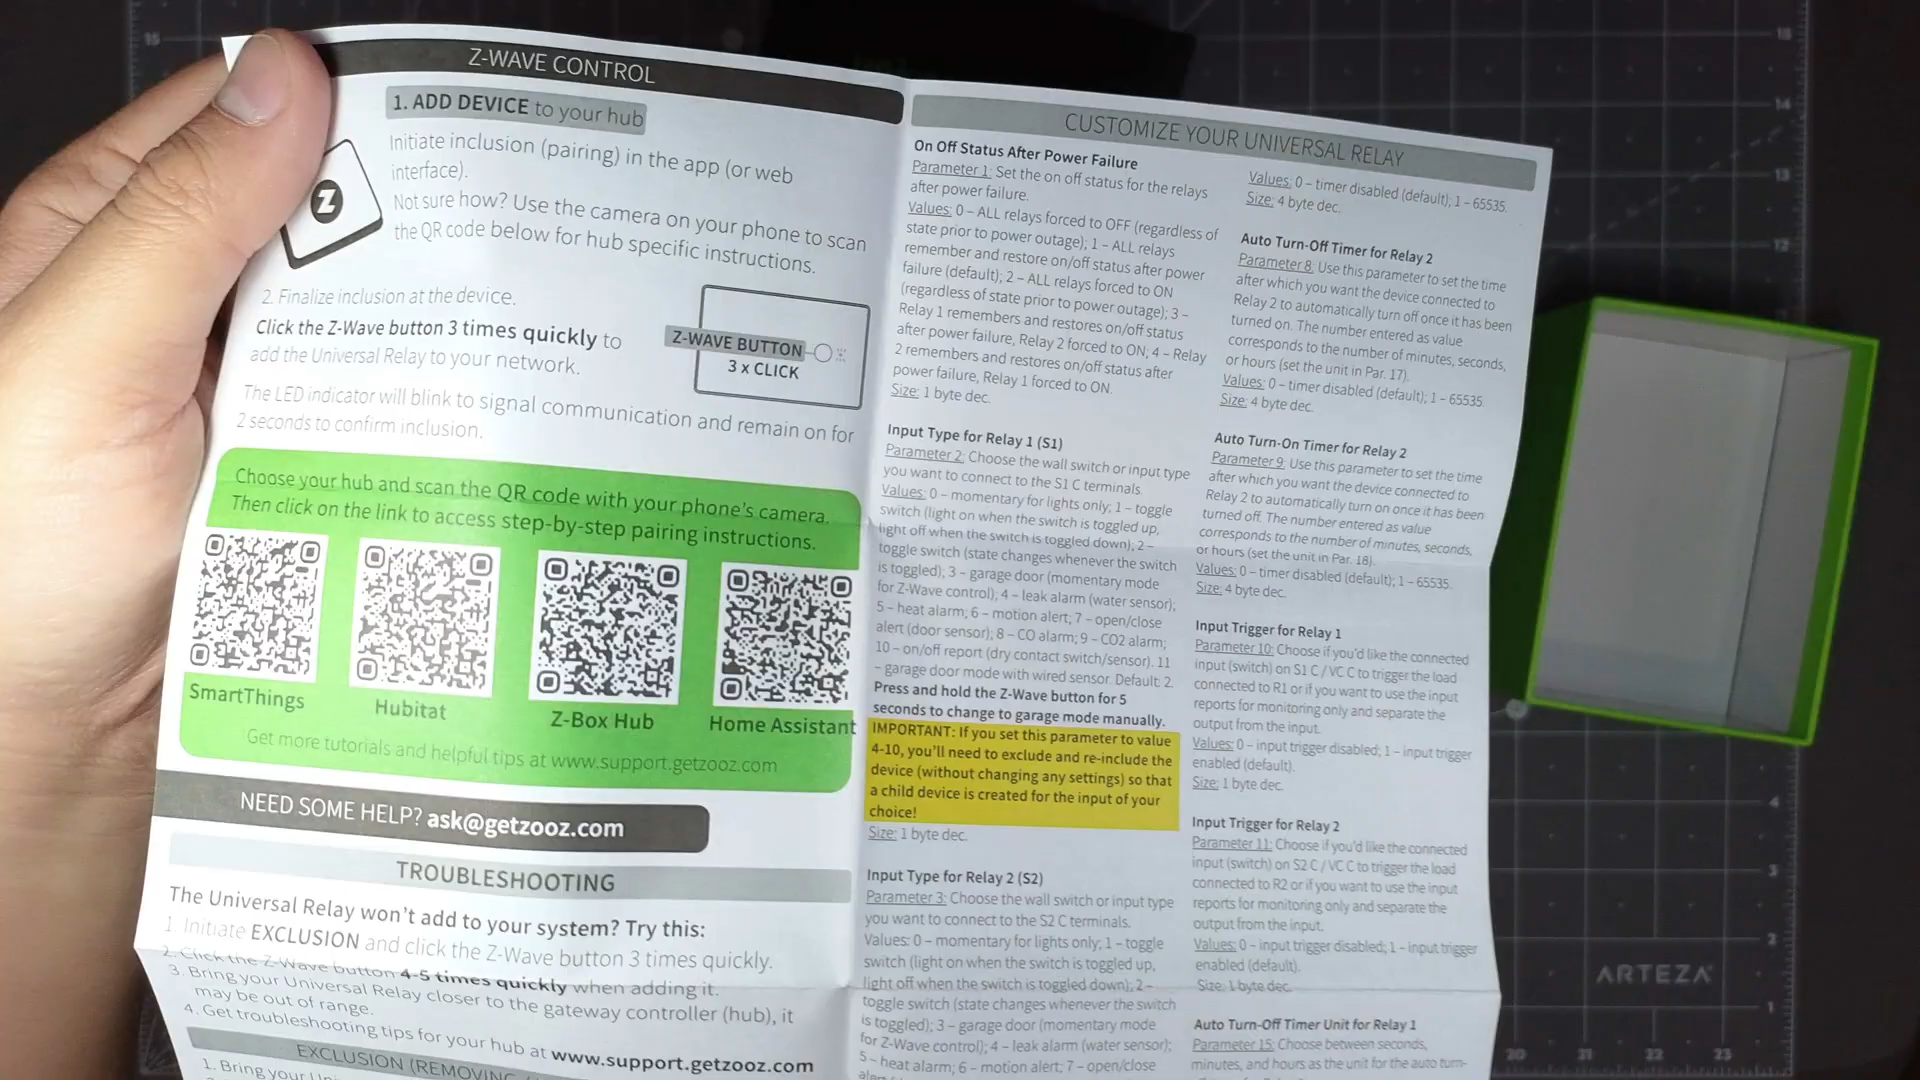 Z-WAVE CONTROL
1. ADD DEVICE to your hub
Initiate inclusion (pairing) in the app (or web
interface).
Not sure how? Use the camera on your phone to scan
the QR code below for hub specific instructions.
Z
2. Finalize inclusion at the device.
Click the Z-Wave button 3 times quickly to
add the Universal Relay to your network.
Z-WAVE BUTTON
3 x CLICK
The LED indicator will blink to signal communication and remain on for
2 seconds to confirm inclusion.
Choose your hub and scan the QR code with your phone's camera.
Then click on the link to access step-by-step pairing instructions.
SmartThings
Hubitat
Z-Box Hub
Home Assistant
Get more tutorials and helpful tips at www.support.getzooz.com
NEED SOME HELP? ask@getzooz.com
TROUBLESHOOTING
The Universal Relay won't add to your system? Try this:
1. Initiate EXCLUSION and click the Z-Wave button 3 times quickly.
2. Click the Z-Wave button 4-5 times quickly when adding it.
3. Bring your Universal Relay closer to the gateway controller (hub), it
may be out of range.
4. Get troubleshooting tips for your hub at www.support.getzooz.com
EXCLUSION (REMOVING
1. Bring your
CUSTOMIZE YOUR UNIVERSAL RELAY
On Off Status After Power Failure
Parameter 1: Set the on off status for the relays
after power failure.
Values: 0 – ALL relays forced to OFF (regardless of
state prior to power outage); 1 – ALL relays
remember and restore on/off status after power
failure (default); 2 – ALL relays forced to ON
(regardless of state prior to power outage); 3 –
Relay 1 remembers and restores on/off status
after power failure, Relay 2 forced to ON; 4 – Relay
2 remembers and restores on/off status after
power failure, Relay 1 forced to ON.
Size: 1 byte dec.
Input Type for Relay 1 (S1)
Parameter 2: Choose the wall switch or input type
you want to connect to the S1 C terminals.
Values: 0 – momentary for lights only; 1 – toggle
switch (light on when the switch is toggled up,
light off when the switch is toggled down); 2 –
toggle switch (state changes whenever the switch
is toggled); 3 – garage door (momentary mode
for Z-Wave control); 4 – leak alarm (water sensor);
5 – heat alarm; 6 – motion alert; 7 – open/close
alert (door sensor); 8 – CO alarm; 9 – CO2 alarm;
10 – on/off report (dry contact switch/sensor). 11
– garage door mode with wired sensor. Default: 2.
Press and hold the Z-Wave button for 5
seconds to change to garage mode manually.
IMPORTANT: If you set this parameter to value
4-10, you'll need to exclude and re-include the
device (without changing any settings) so that
a child device is created for the input of your
choice!
Size: 1 byte dec.
Input Type for Relay 2 (S2)
Parameter 3: Choose the wall switch or input type
you want to connect to the S2 C terminals.
Values: 0 – momentary for lights only; 1 – toggle
switch (light on when the switch is toggled up,
light off when the switch is toggled down); 2 –
toggle switch (state changes whenever the switch
is toggled); 3 – garage door (momentary mode
for Z-Wave control); 4 – leak alarm (water sensor);
5 – heat alarm; 6 – motion alert; 7 – open/close
Values: 0 – timer disabled (default); 1 – 65535.
Size: 4 byte dec.
Auto Turn-Off Timer for Relay 2
Parameter 8: Use this parameter to set the time
after which you want the device connected to
Relay 2 to automatically turn off once it has been
turned on. The number entered as value
corresponds to the number of minutes, seconds,
or hours (set the unit in Par. 17).
Values: 0 – timer disabled (default); 1 – 65535.
Size: 4 byte dec.
Auto Turn-On Timer for Relay 2
Parameter 9: Use this parameter to set the time
after which you want the device connected to
Relay 2 to automatically turn on once it has been
turned off. The number entered as value
corresponds to the number of minutes, seconds,
or hours (set the unit in Par. 18).
Values: 0 – timer disabled (default); 1 – 65535.
Size: 4 byte dec.
Input Trigger for Relay 1
Parameter 10: Choose if you'd like the connected
input (switch) on S1 C / VC C to trigger the load
connected to R1 or if you want to use the input
reports for monitoring only and separate the
output from the input.
Values: 0 – input trigger disabled; 1 – input trigger
enabled (default).
Size: 1 byte dec.
Input Trigger for Relay 2
Parameter 11: Choose if you'd like the connected
input (switch) on S2 C / VC C to trigger the load
connected to R2 or if you want to use the input
reports for monitoring only and separate the
output from the input.
Values: 0 – input trigger disabled; 1 – input trigger
enabled (default).
Size: 1 byte dec.
Auto Turn-Off Timer Unit for Relay 1
Parameter 15: Choose between seconds,
minutes, and hours as the unit for the auto turn-
15
15
14
13
12
4
3
2
1
ARTEZA
20 21 22 23